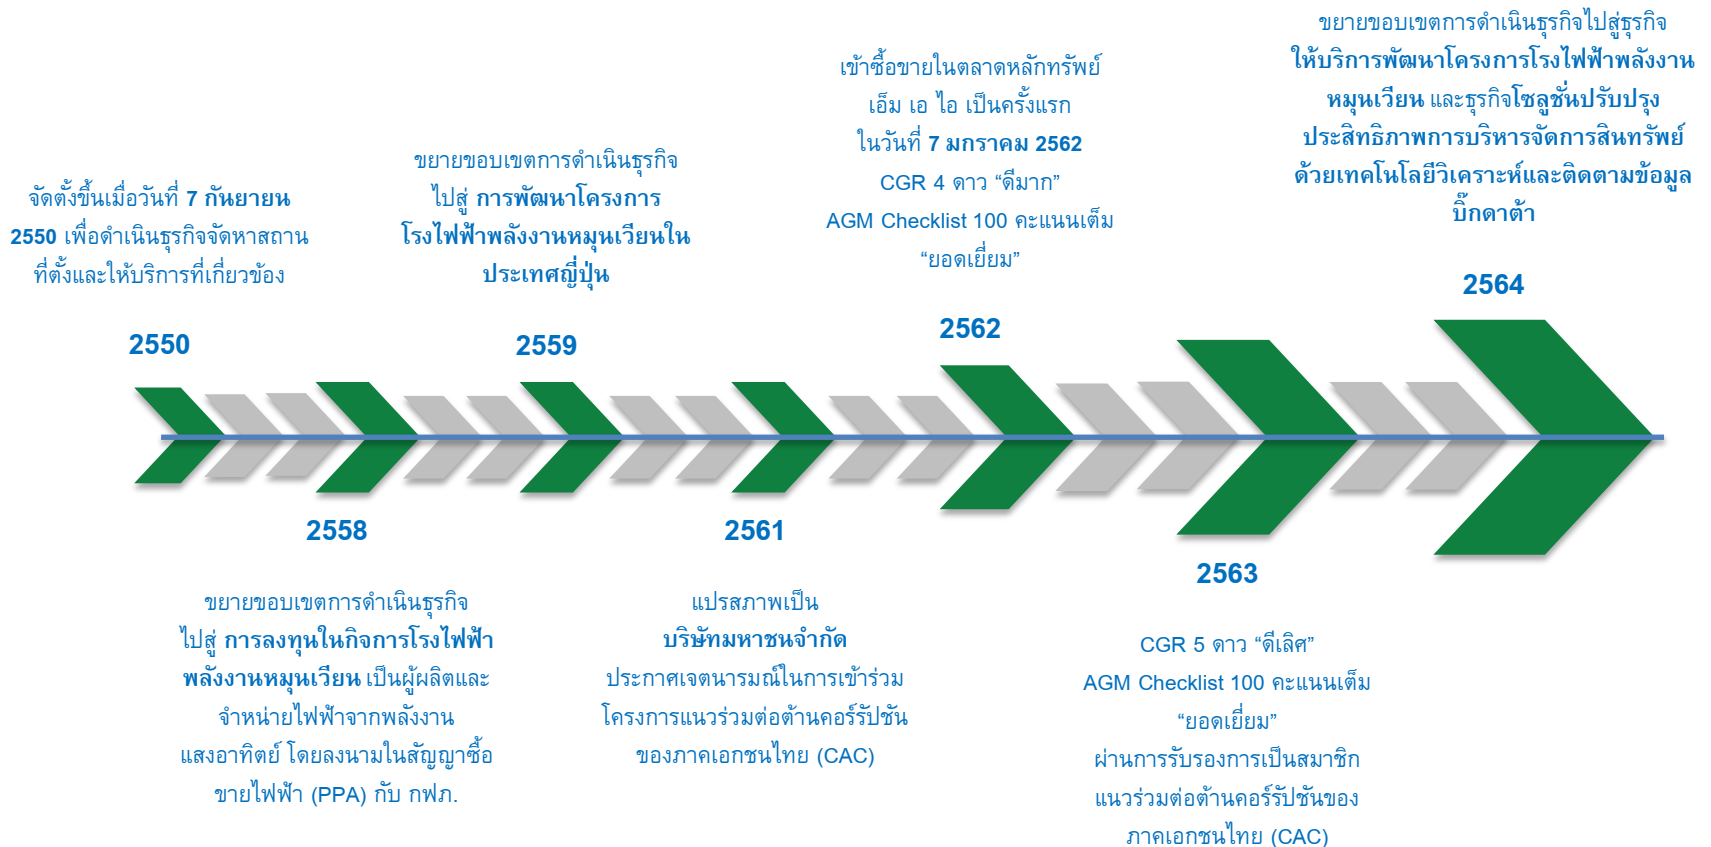 จัดตั้งขึ้นเมื่อวันที่ 7 กันยายน
2550 เพื่อดำเนินธุรกิจจัดหาสถาน
ที่ตั้งและให้บริการที่เกี่ยวข้อง
2550
ขยายขอบเขตการดำเนินธุรกิจ
ไปสู่ การลงทุนในกิจการโรงไฟฟ้า
พลังงานหมุนเวียน เป็นผู้ผลิตและ
จำหน่ายไฟฟ้าจากพลังงาน
แสงอาทิตย์ โดยลงนามในสัญญาซื้อ
ขายไฟฟ้า (PPA) กับ กฟภ.
2558
ขยายขอบเขตการดำเนินธุรกิจ
ไปสู่ การพัฒนาโครงการ
โรงไฟฟ้าพลังงานหมุนเวียนใน
ประเทศญี่ปุ่น
2559
2561
แปรสภาพเป็น
บริษัทมหาชนจำกัด
ประกาศเจตนารมณ์ในการเข้าร่วม
โครงการแนวร่วมต่อต้านคอร์รัปชัน
ของภาคเอกชนไทย (CAC)
เข้าซื้อขายในตลาดหลักทรัพย์
เอ็ม เอ ไอ เป็นครั้งแรก
ในวันที่ 7 มกราคม 2562
CGR 4 ดาว “ดีมาก”
AGM Checklist 100 คะแนนเต็ม
“ยอดเยี่ยม”
2562
2563
CGR 5 ดาว “ดีเลิศ”
AGM Checklist 100 คะแนนเต็ม
“ยอดเยี่ยม”
ผ่านการรับรองการเป็นสมาชิก
แนวร่วมต่อต้านคอร์รัปชันของ
ภาคเอกชนไทย (CAC)
ขยายขอบเขตการดำเนินธุรกิจไปสู่ธุรกิจ
ให้บริการพัฒนาโครงการโรงไฟฟ้าพลังงาน
หมุนเวียน และธุรกิจโซลูชั่นปรับปรุง
ประสิทธิภาพการบริหารจัดการสินทรัพย์
ด้วยเทคโนโลยีวิเคราะห์และติดตามข้อมูล
บิ๊กดาต้า
2564